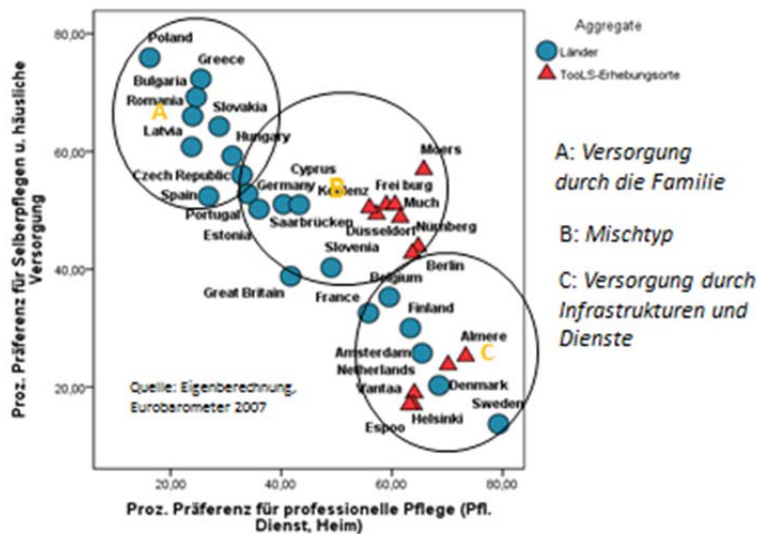 Aggregate
Länder
TooLS-Erhebungsorte
A: Versorgung
durch die Familie
B: Mischtyp
C: Versorgung durch
Infrastrukturen und
Dienste
Proz. Präferenz für Selberpflegen u. häusliche
Versorgung
80,00
60,00
40,00
20,00
Poland
Greece
Bulgaria
Romania
A
Slovakia
Latvia
Hungary
Moers
Czech Republic
Cyprus
Spain
Germany
B
Koblenz
Freiburg
Much
Portugal
Saarbrücken
Düsseldorf
Nürnberg
Estonia
Slovenia
Berlin
Belgium
Great Britain
France
Finland
Almere
Amsterdam
C
Netherlands
Quelle: Eigenberechnung,
Eurobarometer 2007
Vantaa
Denmark
Sweden
Helsinki
Espoo
20,00
40,00
60,00
80,00
Proz. Präferenz für professionelle Pflege (Pfl.
Dienst, Heim)